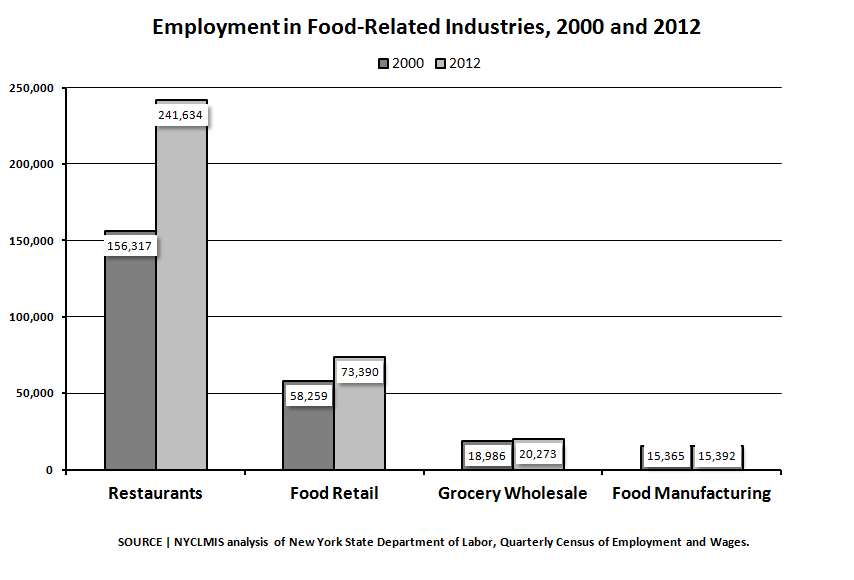 Employment in Food-Related Industries, 2000 and 2012
2000 2012
250,000
241,634
200,000
156,317
150,000
100,000
73,390
58,259
50,000
18,986 20,273 15,365 15,392
0
Restaurants Food Retail Grocery Wholesale Food Manufacturing
SOURCE | NYCLMIS analysis of New York State Department of Labor, Quarterly Census of Employment and Wages.